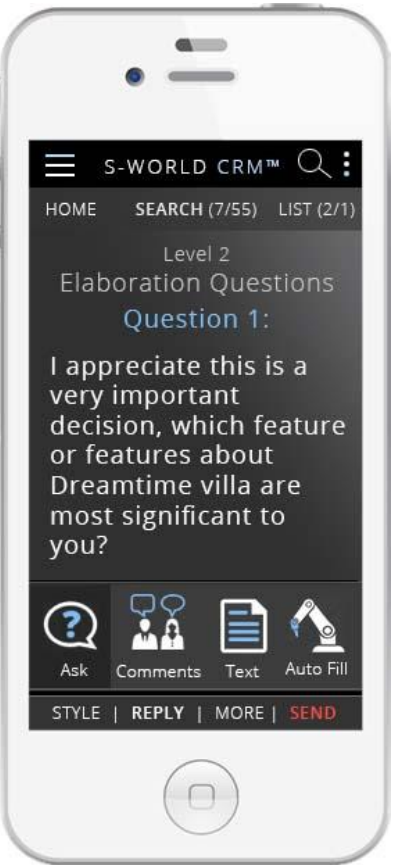 S-WORLD CRM™
HOME SEARCH (7/55) LIST (2/1)
Level 2
Elaboration Questions
Question 1:
I appreciate this is a
very important
decision, which feature
or features about
Dreamtime villa are
most significant to
you?
?
Ask Comments Text Auto Fill
STYLE | REPLY | MORE | SEND